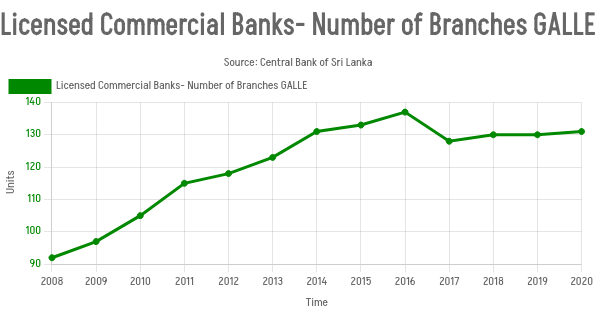 Licensed Commercial Banks- Number of Branches GALLE
Source: Central Bank of Sri Lanka
Licensed Commercial Banks- Number of Branches GALLE
140
130
120
110
100
90
Units
2008 2009 2010 2011 2012 2013 2014 2015 2016 2017 2018 2019 2020
Time